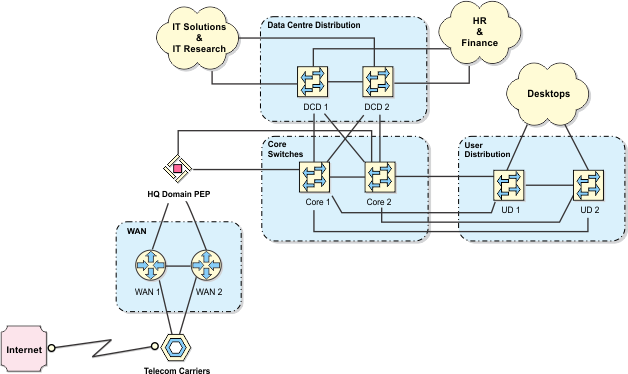 IT Solutions
&
IT Research
Data Centre Distribution
HR
&
Finance
DCD 1
DCD 2
Desktops
Core
Switches
User
Distribution
HQ Domain PEP
Core 1
Core 2
UD 1
UD 2
WAN
WAN 1
WAN 2
Internet
Telecom Carriers